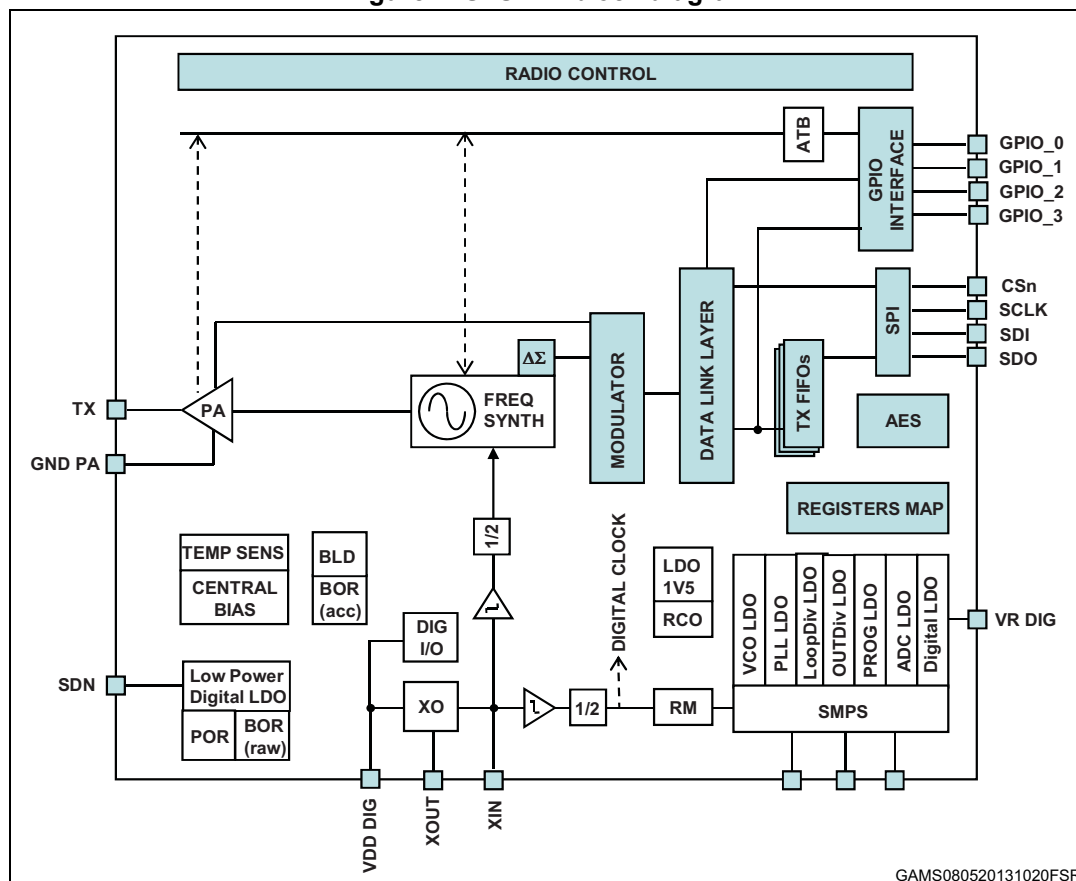 RADIO CONTROL
ATB
GPIO
INTERFACE
GPIO_0
GPIO_1
GPIO_2
GPIO_3
CSn
SCLK
SDI
SDO
SPI
DATA LINK LAYER
TX FIFOs
MODULATOR
ΔΣ
FREQ
SYNTH
PA
TX
GND PA
AES
REGISTERS MAP
1/2
TEMP SENS
CENTRAL
BIAS
BLD
BOR
(acc)
DIGITAL CLOCK
LDO
1V5
RCO
VCO LDO
PLL LDO
LoopDiv LDO
OUTDiv LDO
PROG LDO
ADC LDO
Digital LDO
VR DIG
DIG
I/O
SDN
Low Power
Digital LDO
POR
BOR
(raw)
XO
1/2
RM
SMPS
VDD DIG
XOUT
XIN
GAMS080520131020FSR